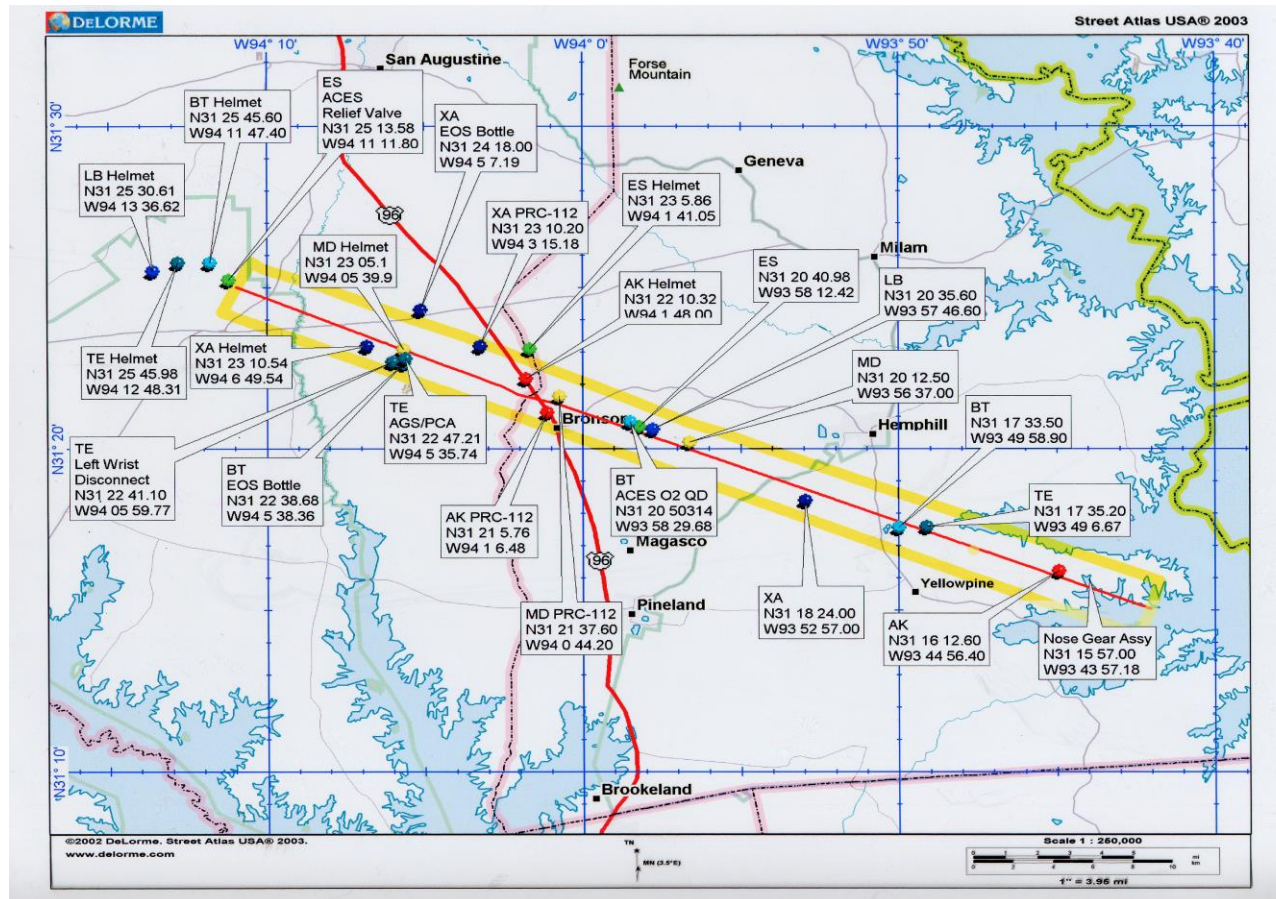 DELORME
Street Atlas USA® 2003
W94° 10'
W94° 0'
W93° 50'
W93° 40'
San Augustine
Forse
Mountain
ES
ACES
Relief Valve
N31 25 13.58
W94 11 11.80
BT Helmet
N31 25 45.60
W94 11 47.40
XA
EOS Bottle
N31 24 18.00
W94 5 7.19
N31° 30'
Geneva
LB Helmet
N31 25 30.61
W94 13 36.62
ES Helmet
N31 23 5.86
W94 1 41.05
96
XA PRC-112
N31 23 10.20
W94 3 15.18
MD Helmet
N31 23 05.1
W94 05 39.9
Milam
ES
N31 20 40.98
W93 58 12.42
AK Helmet
N31 22 10.32
W94 1 48.00
LB
N31 20 35.60
W93 57 46.60
TE Helmet
N31 25 45.98
W94 12 48.31
XA Helmet
N31 23 10.54
W94 6 49.54
MD
N31 20 12.50
W93 56 37.00
TE
AGS/PCA
N31 22 47.21
W94 5 35.74
BT
N31 17 33.50
W93 49 58.90
Bronson
Hemphill
N31° 20'
TE
Left Wrist
Disconnect
N31 22 41.10
W94 05 59.77
BT
EOS Bottle
N31 22 38.68
W94 5 38.36
BT
ACES O2 QD
N31 20 50314
W93 58 29.68
TE
N31 17 35.20
W93 49 6.67
AK PRC-112
N31 21 5.76
W94 1 6.48
Magasco
96
Yellowpine
MD PRC-112
N31 21 37.60
W94 0 44.20
Pineland
XA
N31 18 24.00
W93 52 57.00
AK
N31 16 12.60
W93 44 56.40
Nose Gear Assy
N31 15 57.00
W93 43 57.18
N31° 10'
Brookeland
©2002 DeLorme. Street Atlas USA® 2003.
www.delorme.com
TN
MN (3.5°E)
Scale 1 : 250,000
mi
km
1" = 3.95 mi